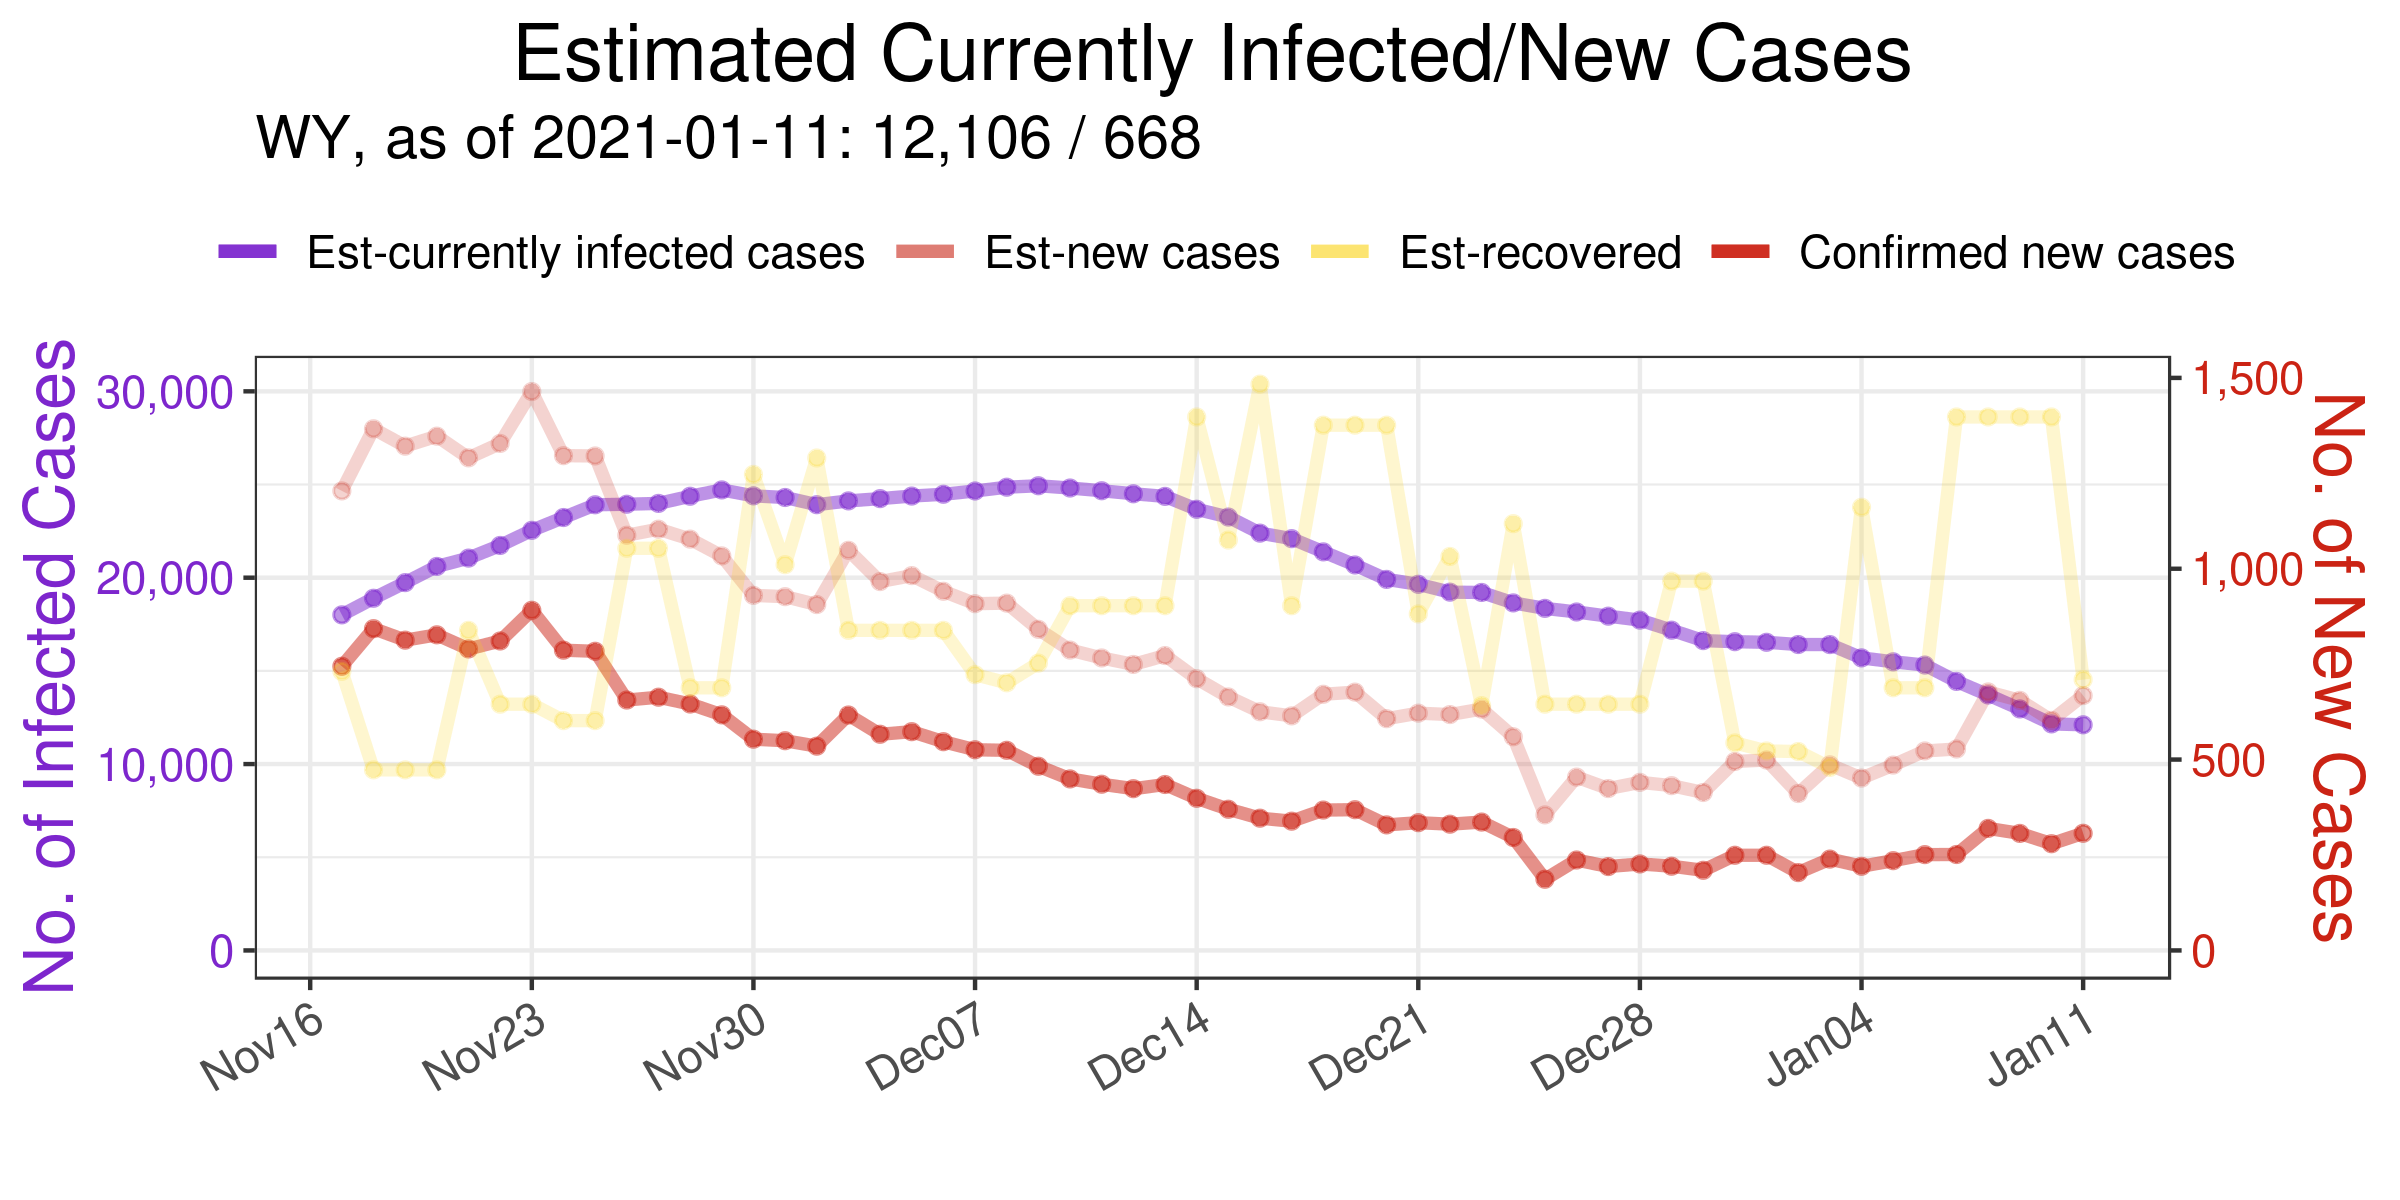 Estimated Currently Infected/New Cases
WY, as of 2021-01-11: 12,106 / 668
Est-currently infected cases Est-new cases Est-recovered Confirmed new cases
No. of Infected Cases
30,000
20,000
10,000
0
1,500
1,000
500
0
No. of New Cases
Nov16 Nov23 Nov30 Dec07 Dec14 Dec21 Dec28 Jan04 Jan11